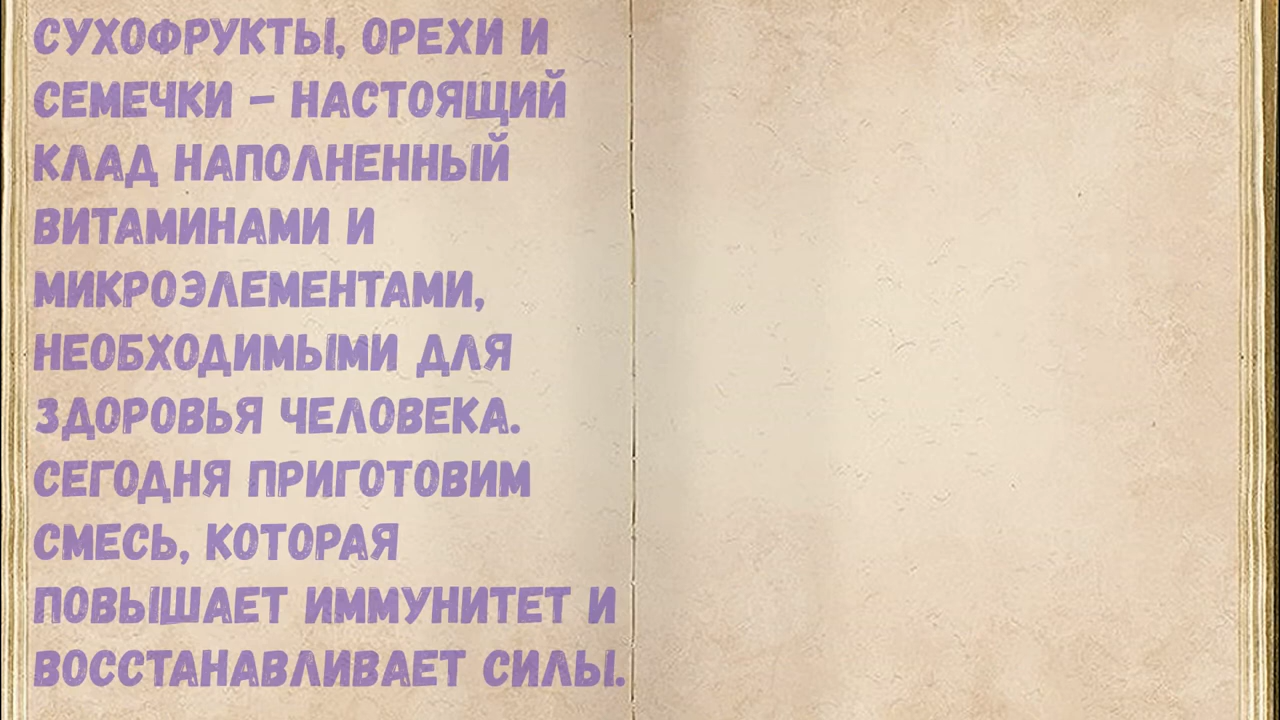 СУХОФРУКТЫ, ОРЕХИ И
СЕМЕЧКИ – НАСТОЯЩИЙ
КЛАД НАПОЛНЕННЫЙ
ВИТАМИНАМИ И
МИКРОЭЛЕМЕНТАМИ,
НЕОБХОДИМЫМИ ДЛЯ
ЗДОРОВЬЯ ЧЕЛОВЕКА.
СЕГОДНЯ ПРИГОТОВИМ
СМЕСЬ, КОТОРАЯ
ПОВЫШАЕТ ИММУНИТЕТ И
ВОССТАНАВЛИВАЕТ СИЛЫ.